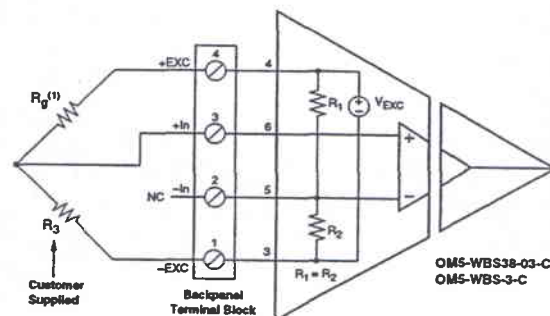 +EXC
4
4
Rg(1)
R1
VEXC
+
–
+In
3
6
+
–In
NC
2
5
–
R3
R2
1
3
–EXC
R1 = R2
Customer
Supplied
Backpanel
Terminal Block
OM5-WBS38-03-C
OM5-WBS-3-C